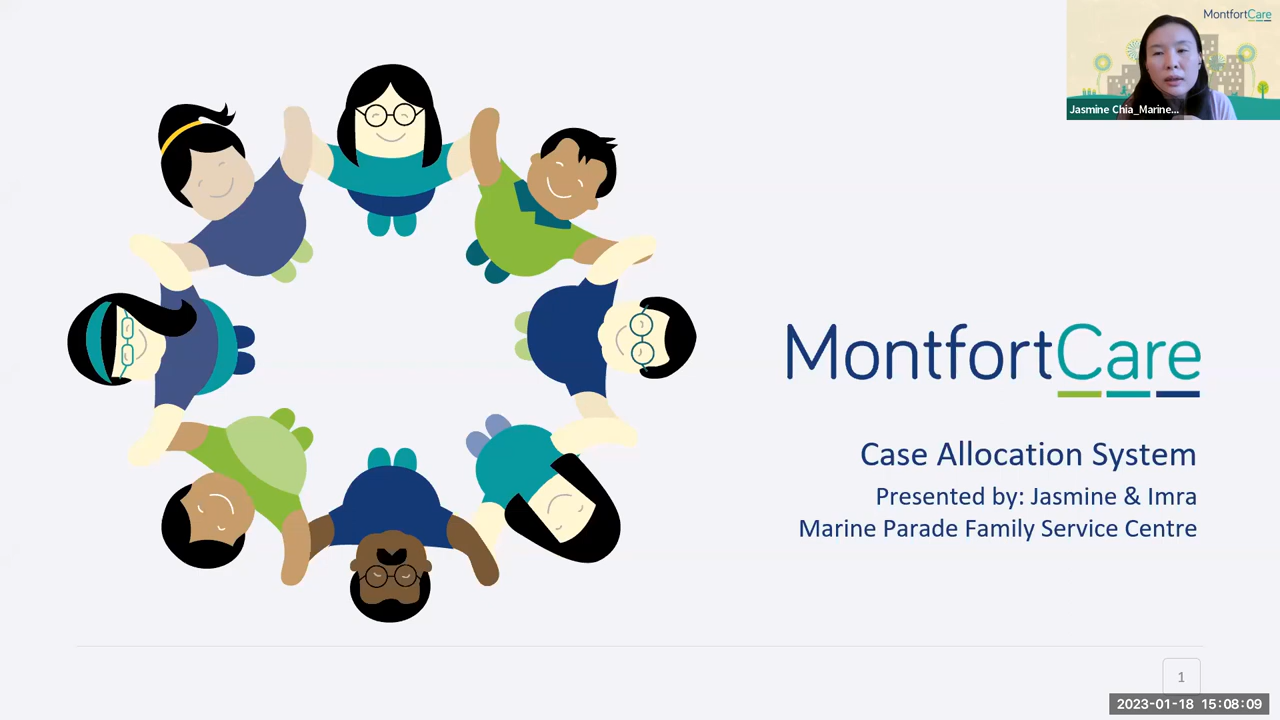 MontfortCare
Jasmine Chia_Marine...
MontfortCare
Case Allocation System
Presented by: Jasmine & Imra
Marine Parade Family Service Centre
1
2023-01-18 15:08:09